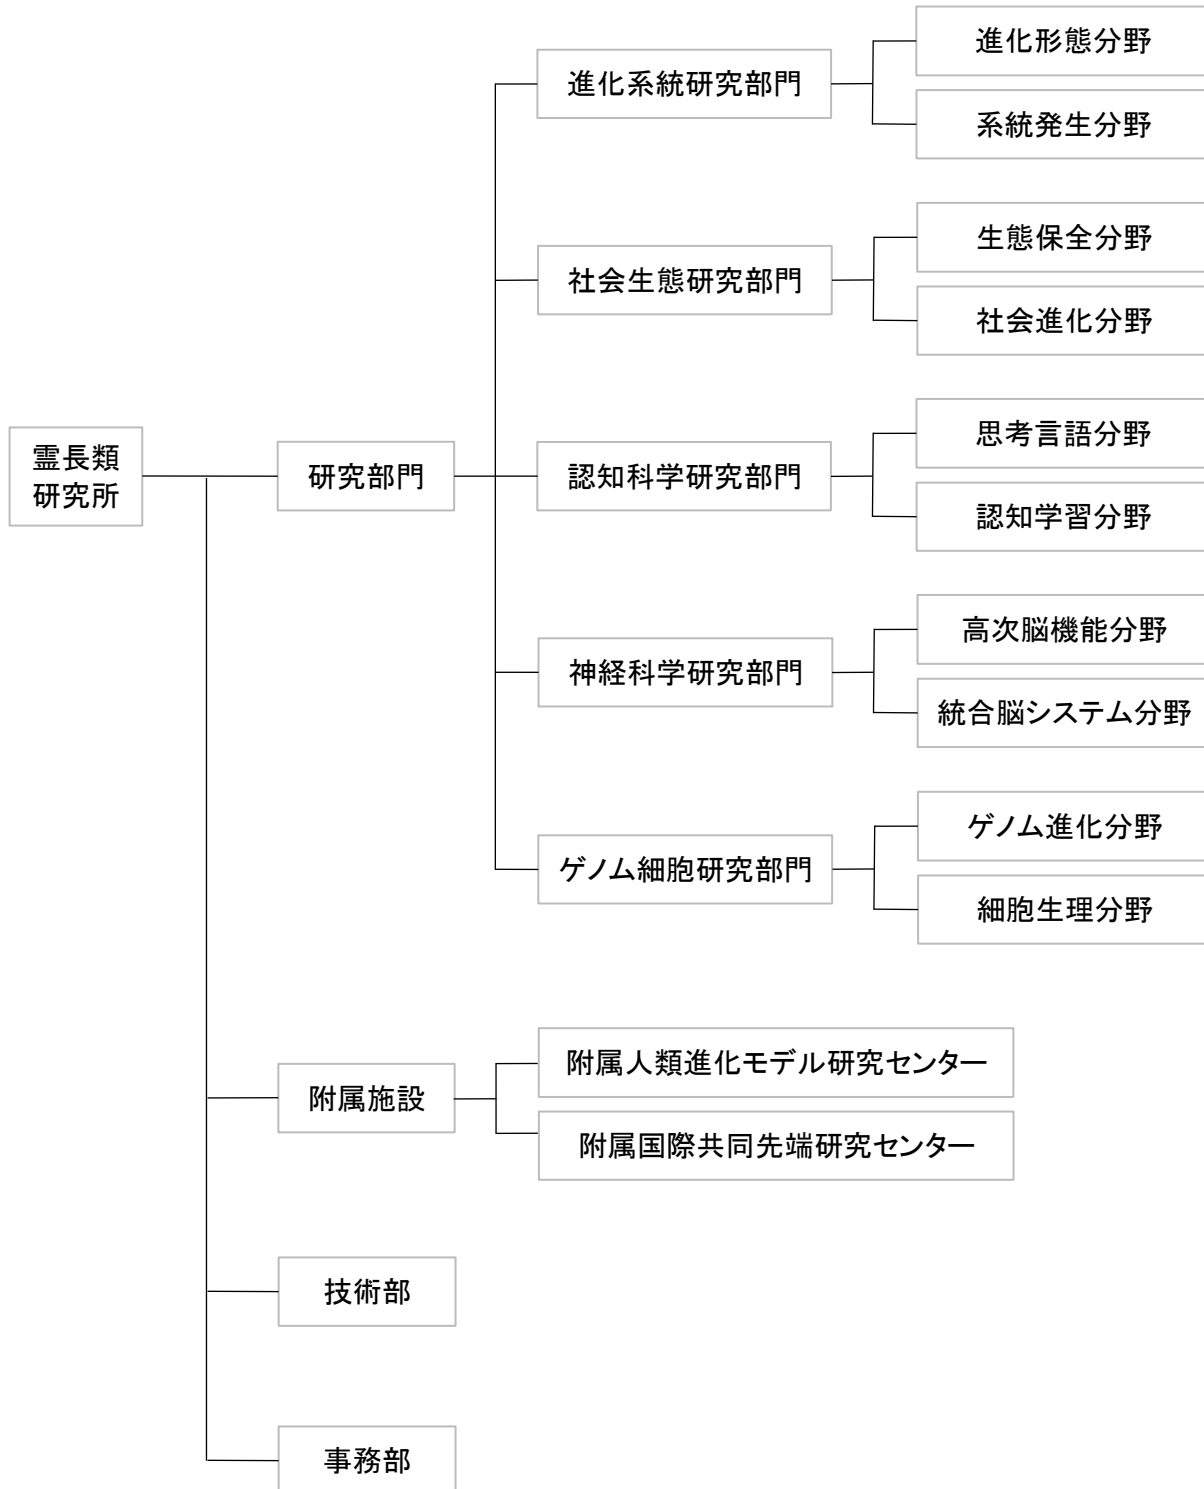 霊長類
研究所
研究部門
進化系統研究部門
進化形態分野
系統発生分野
社会生態研究部門
生態保全分野
社会進化分野
認知科学研究部門
思考言語分野
認知学習分野
神経科学研究部門
高次脳機能分野
統合脳システム分野
ゲノム細胞研究部門
ゲノム進化分野
細胞生理分野
附属施設
附属人類進化モデル研究センター
附属国際共同先端研究センター
技術部
事務部